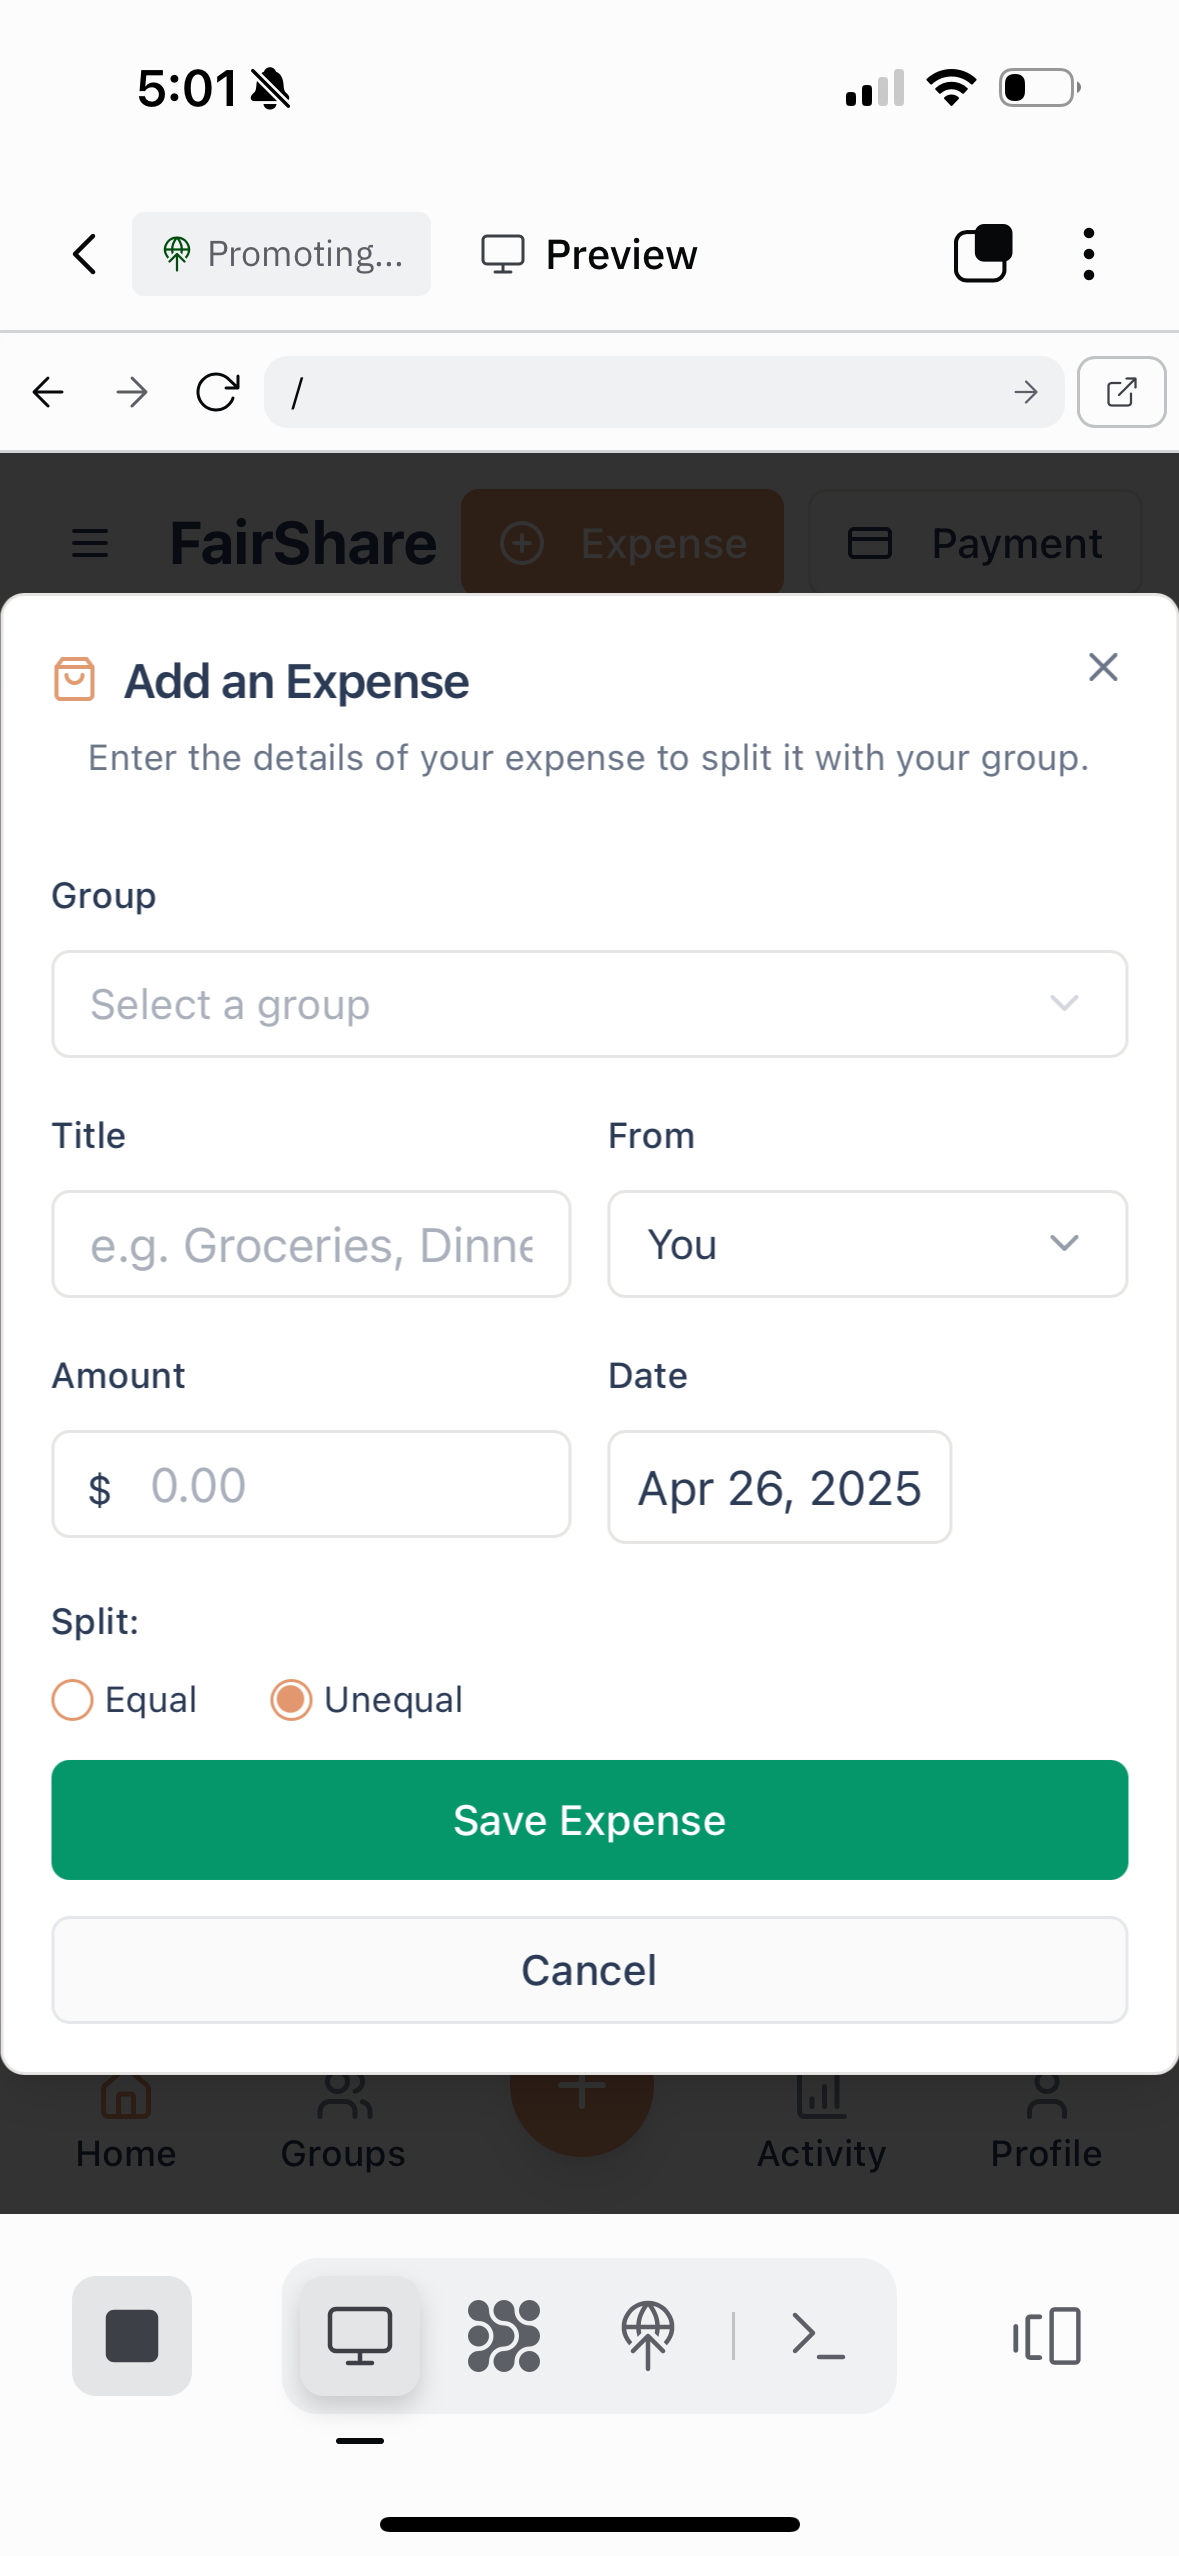 5:01
Promoting...
Preview
/
FairShare
Expense
Payment
Add an Expense
Enter the details of your expense to split it with your group.
Group
Select a group
Title
From
e.g. Groceries, Dinne
You
Amount
Date
$ 0.00
Apr 26, 2025
Split:
Equal
Unequal
Save Expense
Cancel
Home
Groups
Activity
Profile